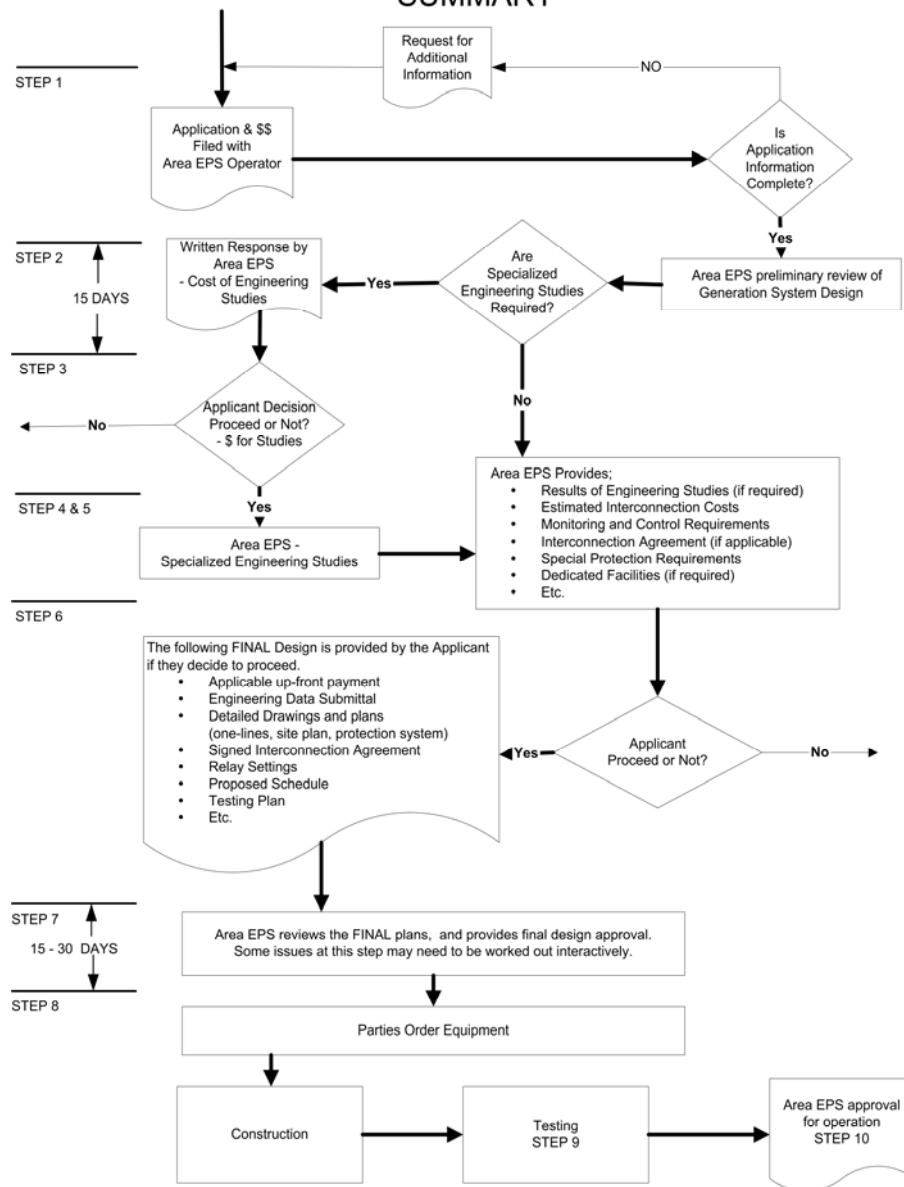 SUMMARY
Request for
Additional
Information
NO
STEP 1
Application & $$
Filed with
Area EPS Operator
Is
Application
Information
Complete?
Yes
STEP 2
15 DAYS
Written Response by
Area EPS
- Cost of Engineering
Studies
Yes
Are
Specialized
Engineering Studies
Required?
Area EPS preliminary review of
Generation System Design
STEP 3
No
Applicant Decision
Proceed or Not?
- $ for Studies
No
Yes
STEP 4 & 5
Area EPS -
Specialized Engineering Studies
Area EPS Provides;
• Results of Engineering Studies (if required)
• Estimated Interconnection Costs
• Monitoring and Control Requirements
• Interconnection Agreement (if applicable)
• Special Protection Requirements
• Dedicated Facilities (if required)
• Etc.
STEP 6
The following FINAL Design is provided by the Applicant
if they decide to proceed.
• Applicable up-front payment
• Engineering Data Submittal
• Detailed Drawings and plans
(one-lines, site plan, protection system)
• Signed Interconnection Agreement
• Relay Settings
• Proposed Schedule
• Testing Plan
• Etc.
Yes
Applicant
Proceed or Not?
No
STEP 7
15 - 30 DAYS
Area EPS reviews the FINAL plans, and provides final design approval.
Some issues at this step may need to be worked out interactively.
STEP 8
Parties Order Equipment
Construction
Testing
STEP 9
Area EPS approval
for operation
STEP 10